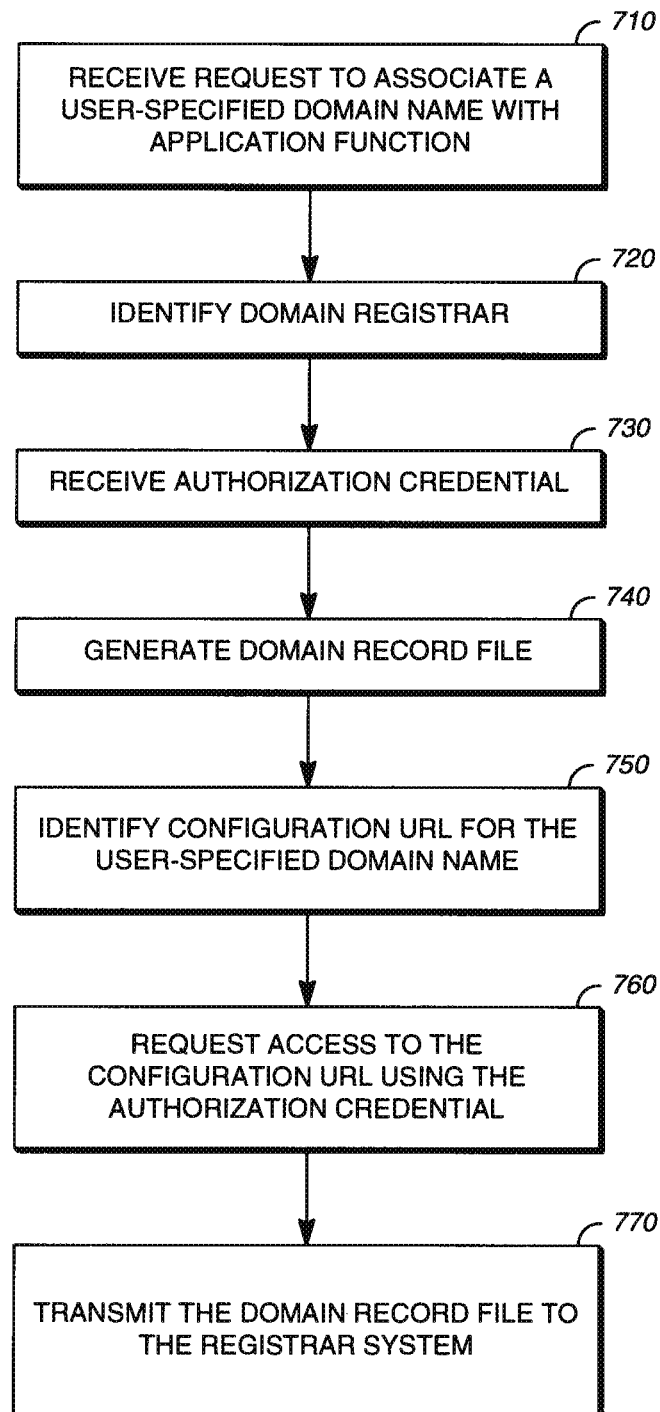 710
RECEIVE REQUEST TO ASSOCIATE A
USER-SPECIFIED DOMAIN NAME WITH
APPLICATION FUNCTION
720
IDENTIFY DOMAIN REGISTRAR
730
RECEIVE AUTHORIZATION CREDENTIAL
740
GENERATE DOMAIN RECORD FILE
750
IDENTIFY CONFIGURATION URL FOR THE
USER-SPECIFIED DOMAIN NAME
760
REQUEST ACCESS TO THE
CONFIGURATION URL USING THE
AUTHORIZATION CREDENTIAL
770
TRANSMIT THE DOMAIN RECORD FILE TO
THE REGISTRAR SYSTEM